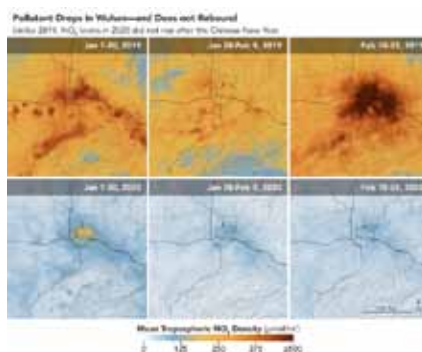 Pollutant Drops in Wuhan—and Does not Rebound
Unlike 2019, NO₂ levels in 2020 did not rise after the Chinese New Year
Jan 1-20, 2019
Jan 28-Feb 9, 2019
Feb 10-25, 2019
Jan 1-20, 2020
Jan 28-Feb 9, 2020
Feb 10-25, 2020
Mean Tropospheric NO₂ Density
0 125 250 375 ≥500